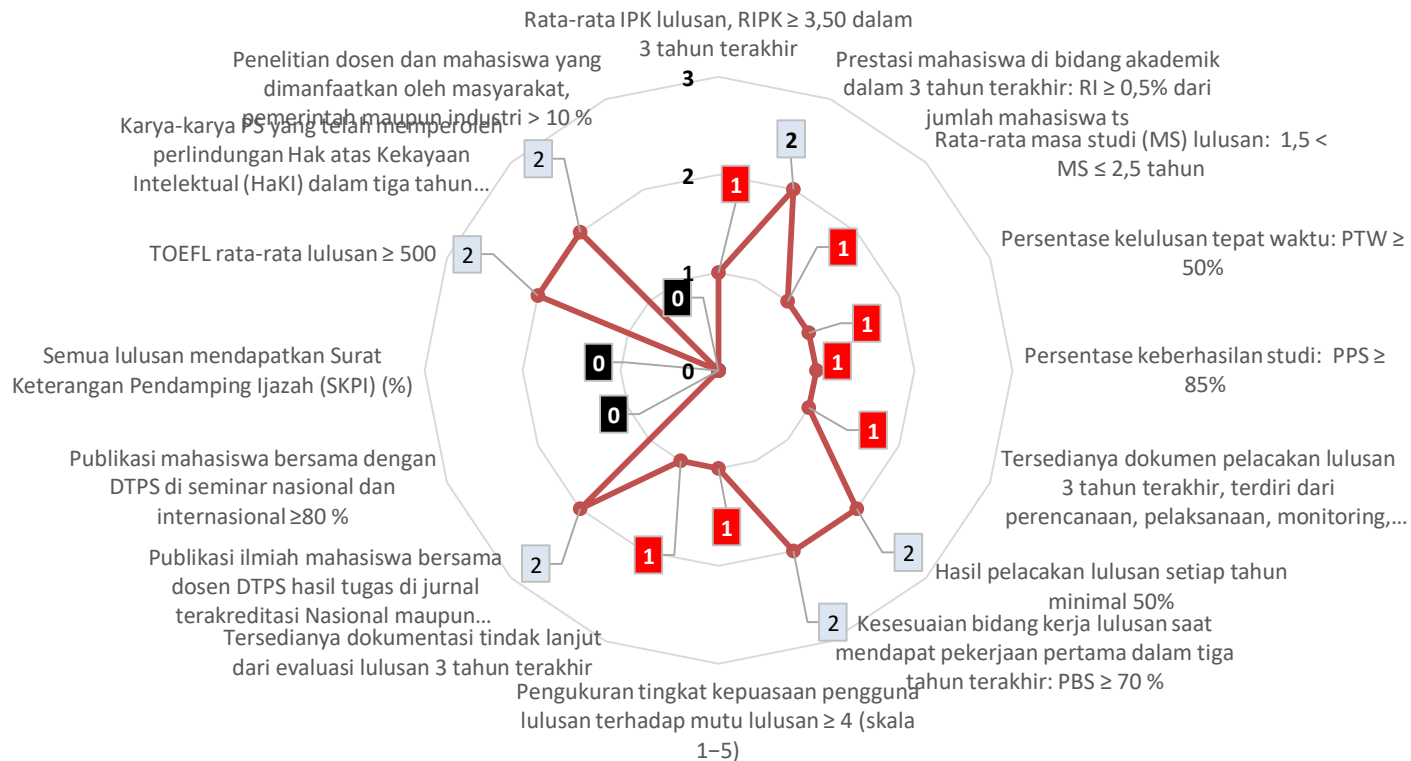 Rata-rata IPK lulusan, RIPK ≥ 3,50 dalam
3 tahun terakhir
Prestasi mahasiswa di bidang akademik
dalam 3 tahun terakhir: RI ≥ 0,5% dari
jumlah mahasiswa ts
Rata-rata masa studi (MS) lulusan: 1,5 <
MS ≤ 2,5 tahun
Persentase kelulusan tepat waktu: PTW ≥
50%
Persentase keberhasilan studi: PPS ≥
85%
Tersedianya dokumen pelacakan lulusan
3 tahun terakhir, terdiri dari
perencanaan, pelaksanaan, monitoring,...
Hasil pelacakan lulusan setiap tahun
minimal 50%
Kesesuaian bidang kerja lulusan saat
mendapat pekerjaan pertama dalam tiga
tahun terakhir: PBS ≥ 70 %
Pengukuran tingkat kepuasaan pengguna
lulusan terhadap mutu lulusan ≥ 4 (skala
1–5)
Tersedianya dokumentasi tindak lanjut
dari evaluasi lulusan 3 tahun terakhir
Publikasi ilmiah mahasiswa bersama
dosen DTPS hasil tugas di jurnal
terakreditasi Nasional maupun...
Publikasi mahasiswa bersama dengan
DTPS di seminar nasional dan
internasional ≥80 %
Semua lulusan mendapatkan Surat
Keterangan Pendamping Ijazah (SKPI) (%)
TOEFL rata-rata lulusan ≥ 500
Karya-karya PS yang telah memperoleh
perlindungan Hak atas Kekayaan
Intelektual (HaKI) dalam tiga tahun...
Penelitian dosen dan mahasiswa yang
dimanfaatkan oleh masyarakat,
pemerintah maupun industri > 10 %
3
2
1
0
1
2
1
1
1
1
2
2
1
1
2
0
0
2
2
0